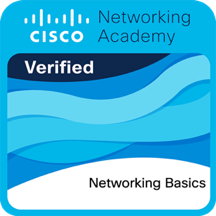 CISCO
Networking
Academy
Verified
Networking Basics